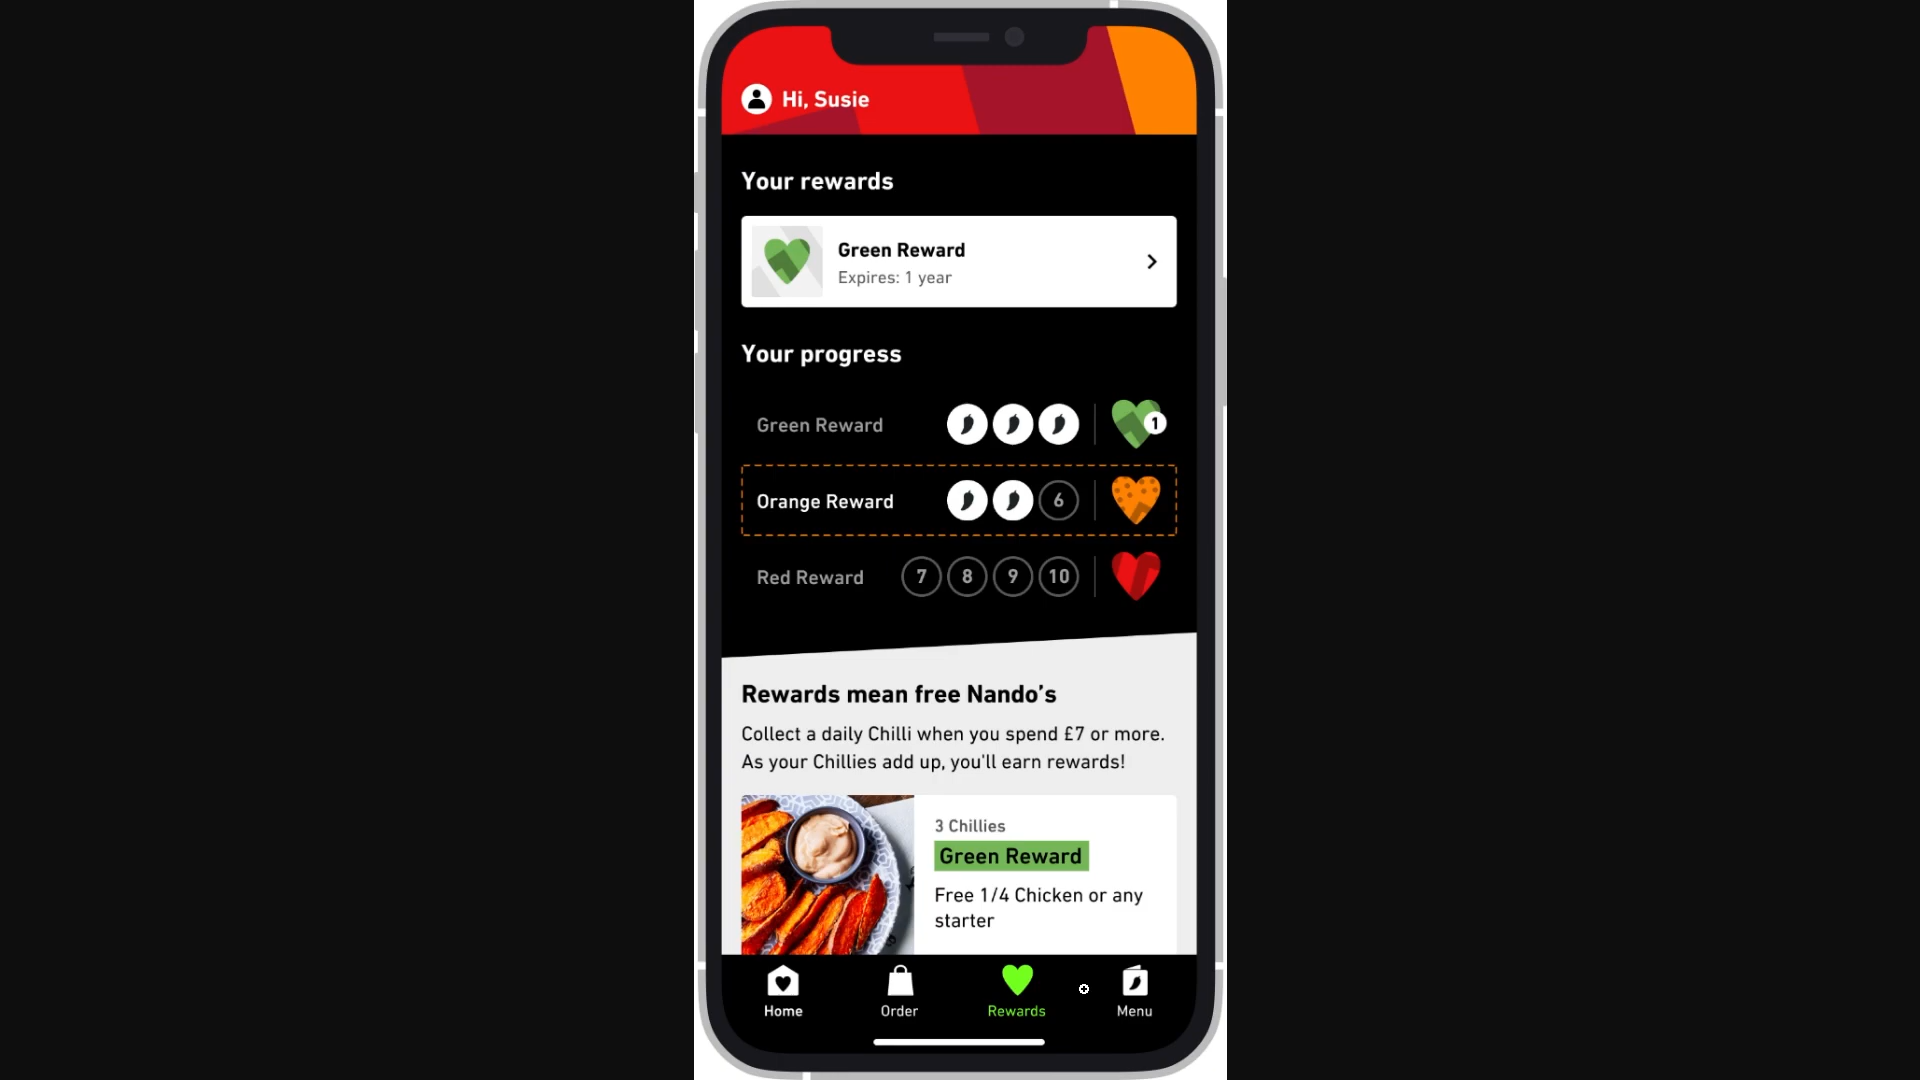 Hi, Susie
Your rewards
Green Reward
Expires: 1 year
Your progress
Green Reward
1
Orange Reward
6
Red Reward
7 8 9 10
Rewards mean free Nando’s
Collect a daily Chilli when you spend £7 or more.
As your Chillies add up, you'll earn rewards!
3 Chillies
Green Reward
Free 1/4 Chicken or any
starter
Home Order Rewards Menu